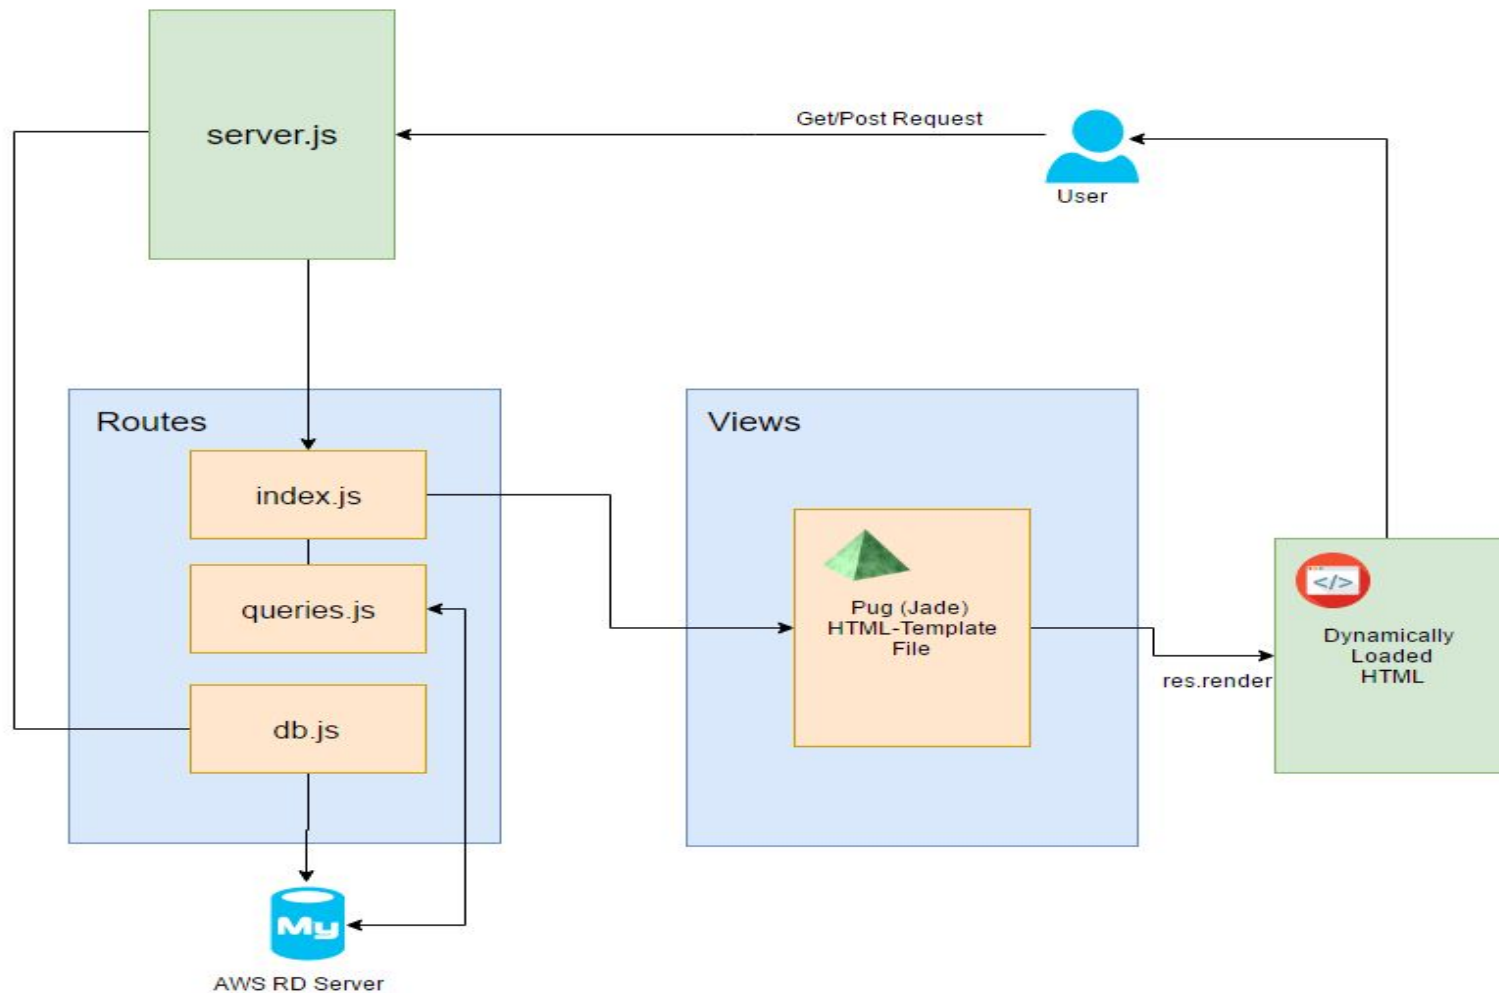 server.js
Get/Post Request
User
Routes
index.js
queries.js
db.js
My
AWS RD Server
Views
Pug (Jade)
HTML-Template
File
res.render
</>
Dynamically
Loaded
HTML